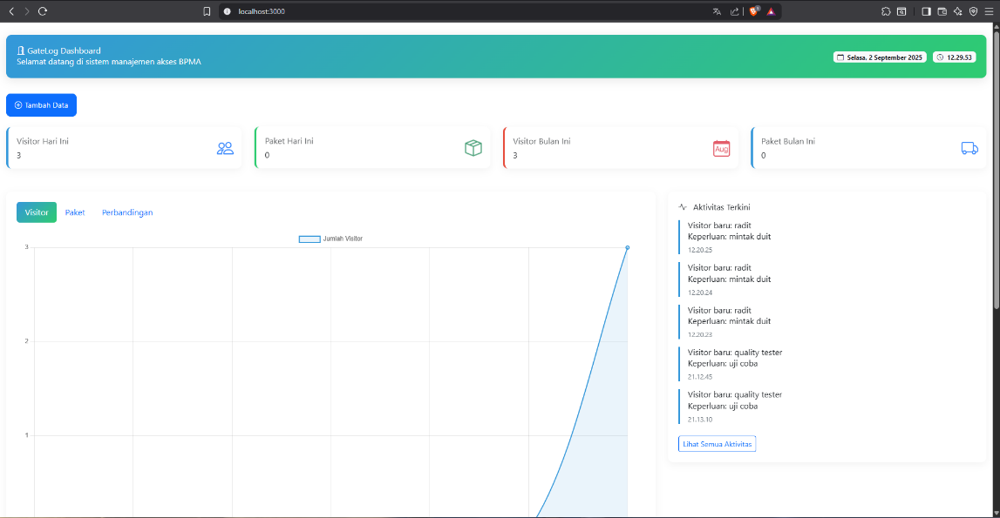 localhost:3000
GateLog Dashboard
Selamat datang di sistem manajemen akses BPMA
Selasa, 2 September 2025
12.29.53
Tambah Data
Visitor Hari Ini
3
Paket Hari Ini
0
Visitor Bulan Ini
3
Aug
Paket Bulan Ini
0
Visitor
Paket
Perbandingan
Jumlah Visitor
3
2
1
Aktivitas Terkini
Visitor baru: radit
Keperluan: mintak duit
12.20.25
Visitor baru: radit
Keperluan: mintak duit
12.20.24
Visitor baru: radit
Keperluan: mintak duit
12.20.23
Visitor baru: quality tester
Keperluan: uji coba
21.12.45
Visitor baru: quality tester
Keperluan: uji coba
21.13.10
Lihat Semua Aktivitas